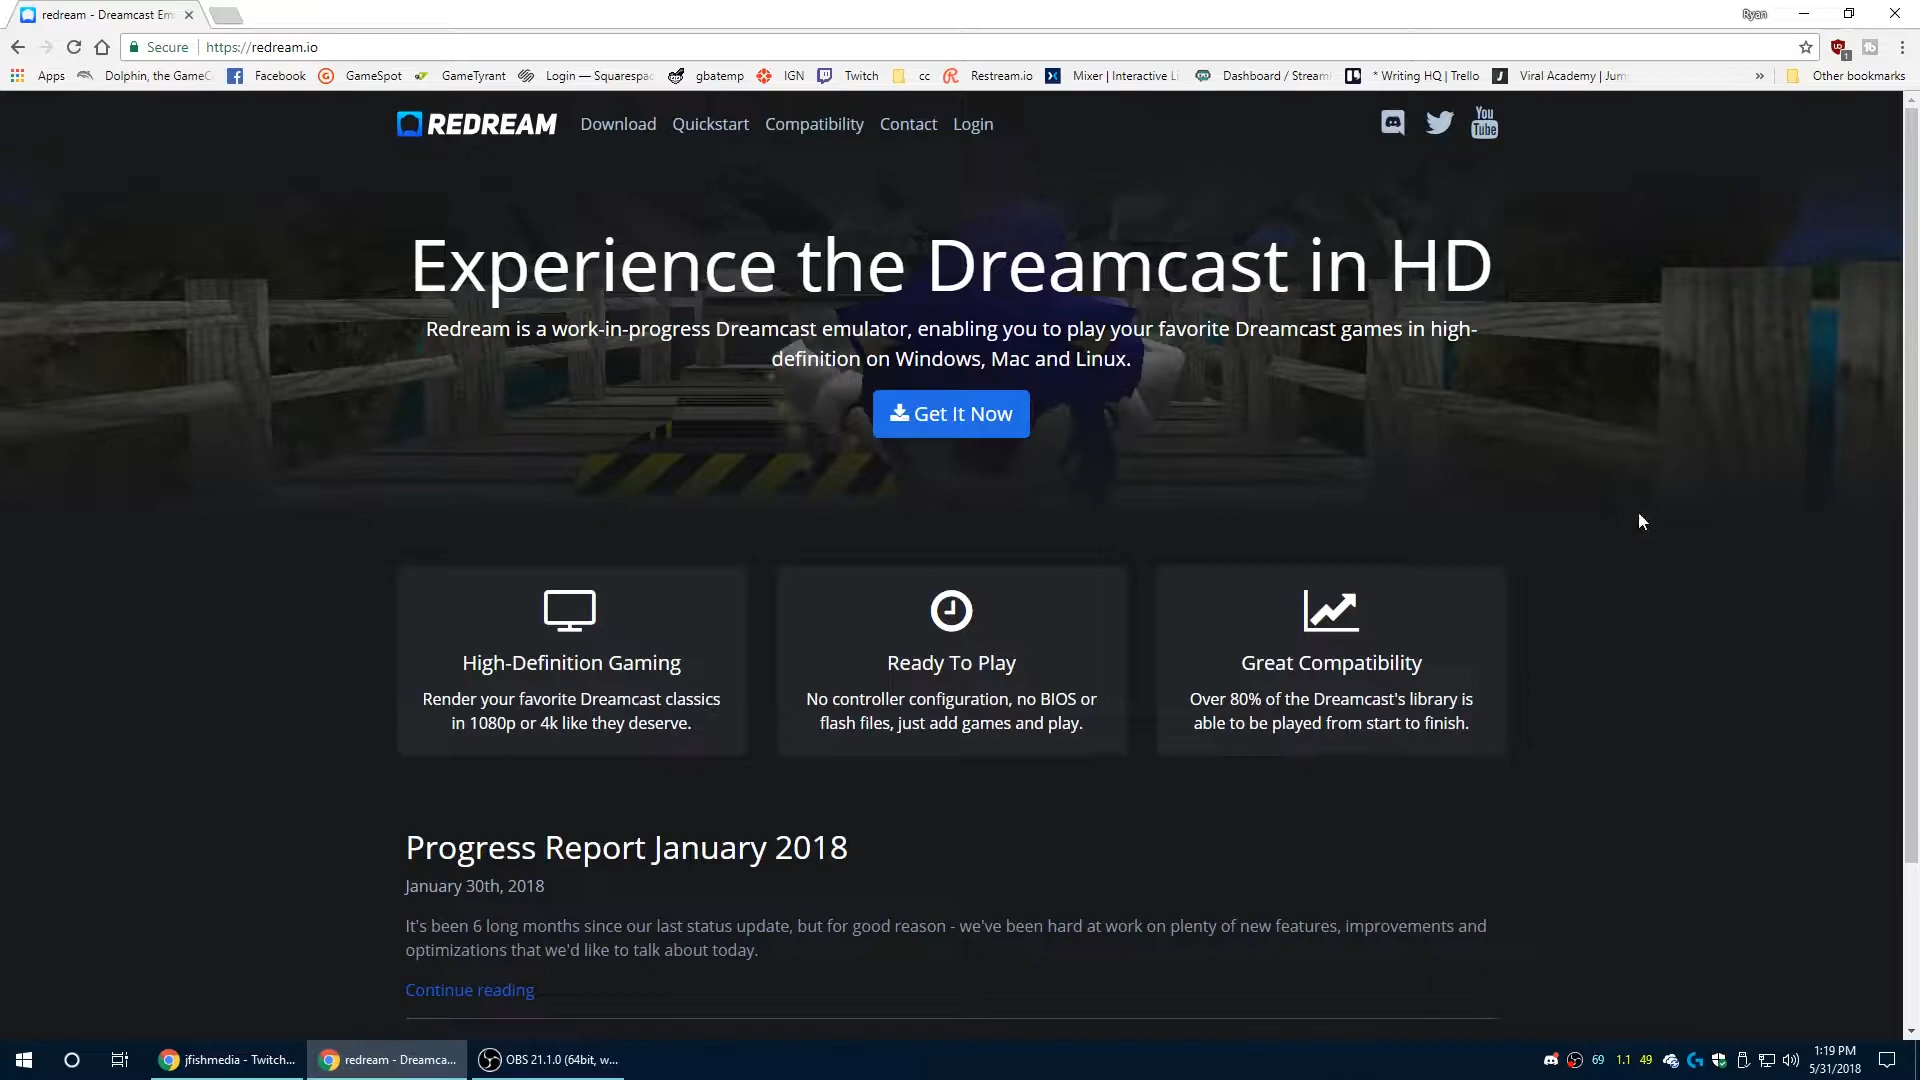 redream - Dreamcast Em
Ryan
Secure
https://redream.io
Apps
Dolphin, the GameC
Facebook
GameSpot
GameTyrant
Login — Squarespac
gbatemp
IGN
Twitch
cc
Restream.io
Mixer | Interactive Li
Dashboard / Stream
* Writing HQ | Trello
Viral Academy | Jum
»
Other bookmarks
REDREAM
Download
Quickstart
Compatibility
Contact
Login
You
Tube
Experience the Dreamcast in HD
Redream is a work-in-progress Dreamcast emulator, enabling you to play your favorite Dreamcast games in high-
definition on Windows, Mac and Linux.
Get It Now
High-Definition Gaming
Render your favorite Dreamcast classics
in 1080p or 4k like they deserve.
Ready To Play
No controller configuration, no BIOS or
flash files, just add games and play.
Great Compatibility
Over 80% of the Dreamcast's library is
able to be played from start to finish.
Progress Report January 2018
January 30th, 2018
It's been 6 long months since our last status update, but for good reason - we've been hard at work on plenty of new features, improvements and
optimizations that we'd like to talk about today.
Continue reading
jfishmedia - Twitch...
redream - Dreamca...
OBS 21.1.0 (64bit, w...
69
1.1
49
1:19 PM
5/31/2018